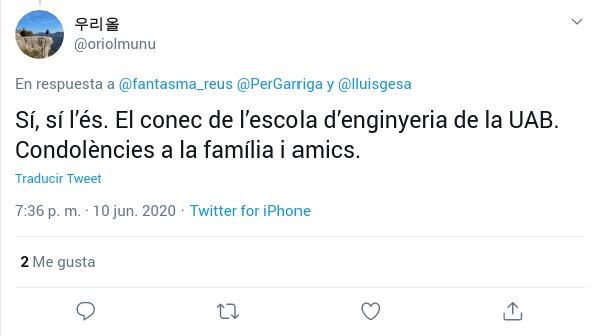 우리올
@oriolmunu
En respuesta a @fantasma_reus @PerGarriga y @lluisgesa
Sí, sí l’és. El conec de l’escola d’enginyeria de la UAB.
Condolències a la família i amics.
Traducir Tweet
7:36 p. m. · 10 jun. 2020 · Twitter for iPhone
2 Me gusta